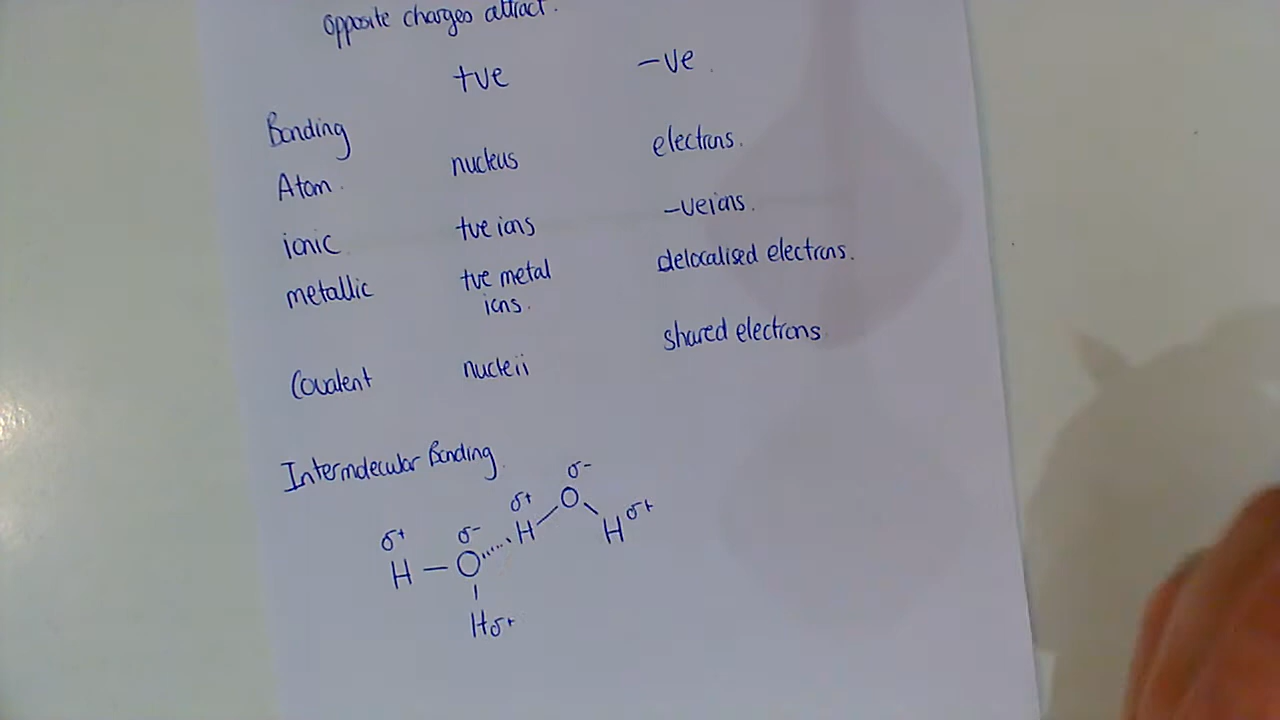 Opposite charges attract.
+ve -ve.
Bonding
Atom. nucleus electrons.
ionic +ve ions -ve ions.
metallic +ve metal delocalised electrons.
ions.
Covalent nucleii shared electrons
Intermolecular Bonding
δ-
δ+ O
δ+ δ- H H δ+
H - O
H δ+